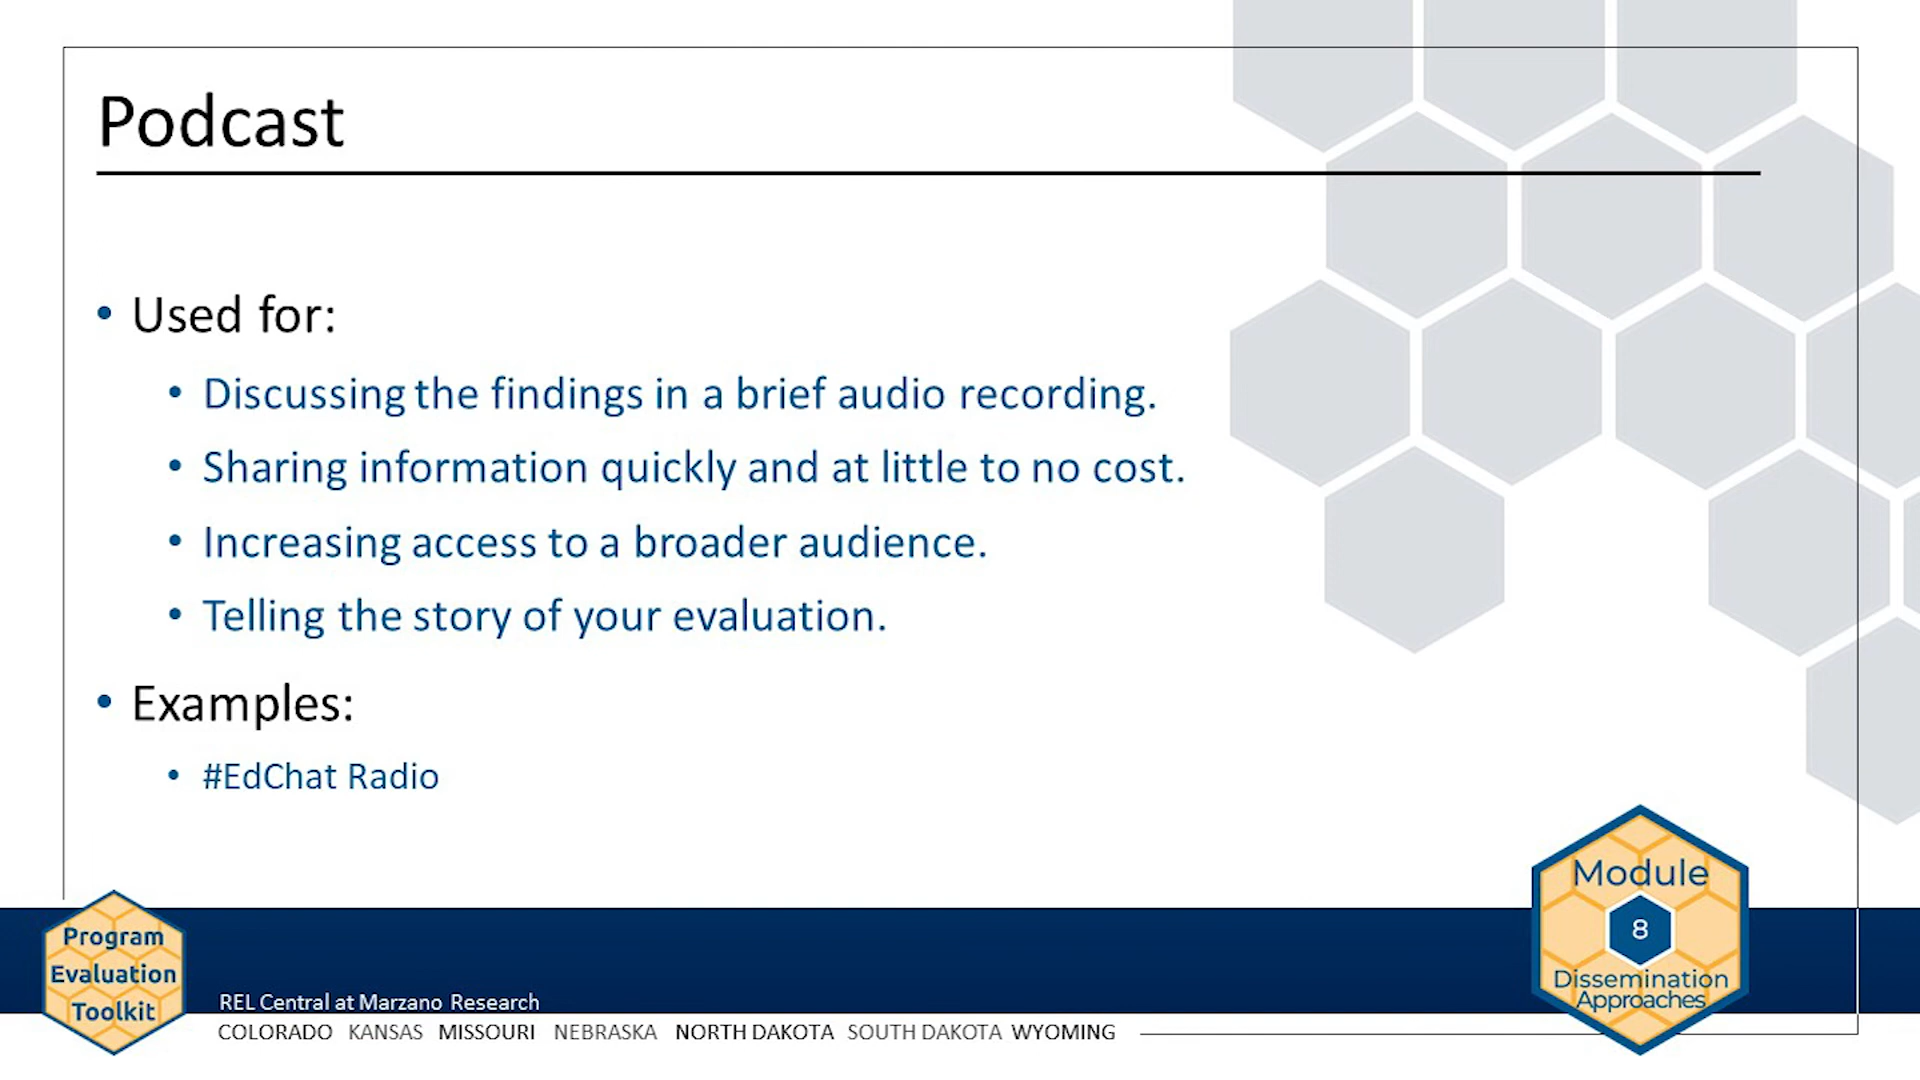 Podcast
• Used for:
• Discussing the findings in a brief audio recording.
• Sharing information quickly and at little to no cost.
• Increasing access to a broader audience.
• Telling the story of your evaluation.
• Examples:
• #EdChat Radio
Program
Evaluation
Toolkit
REL Central at Marzano Research
COLORADO KANSAS MISSOURI NEBRASKA NORTH DAKOTA SOUTH DAKOTA WYOMING
Module
8
Dissemination
Approaches